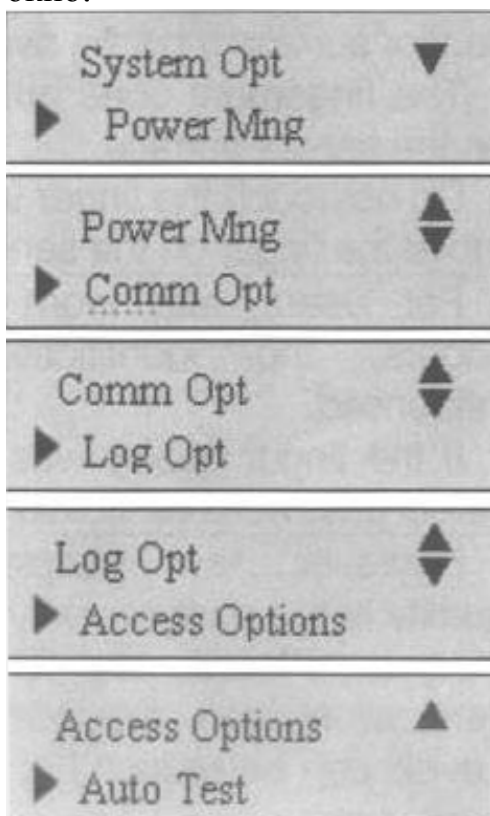 System Opt ▼
▶ Power Mng
Power Mng
▶ Comm Opt
Comm Opt
▶ Log Opt
Log Opt
▶ Access Options
Access Options ▲
▶ Auto Test